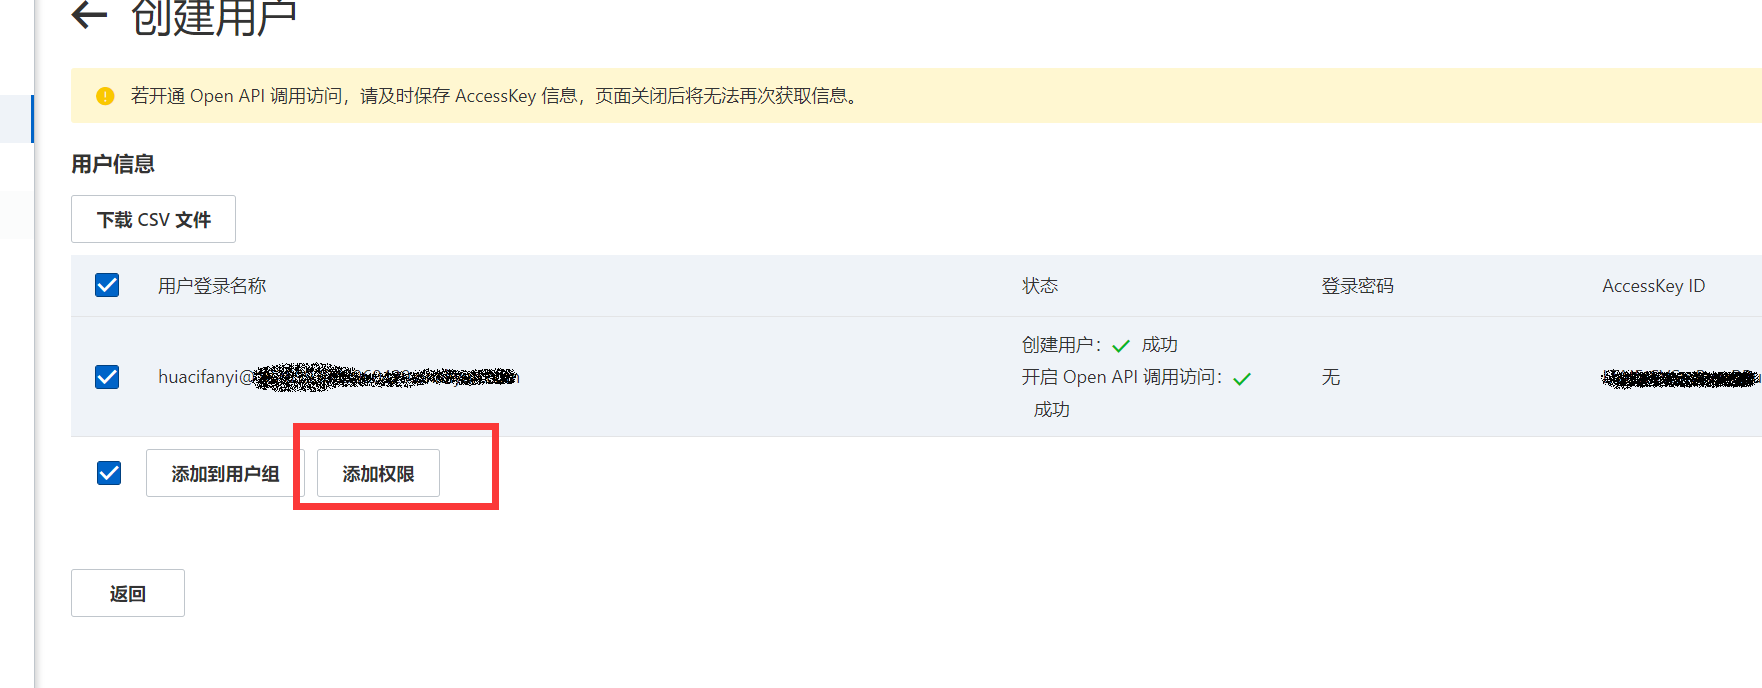 创建用户
若开通 Open API 调用访问，请及时保存 AccessKey 信息，页面关闭后将无法再次获取信息。
用户信息
下载 CSV 文件
用户登录名称 状态 登录密码 AccessKey ID
创建用户： 成功
huacifanyi@ 开启 Open API 调用访问： 无
成功
添加到用户组 添加权限
返回